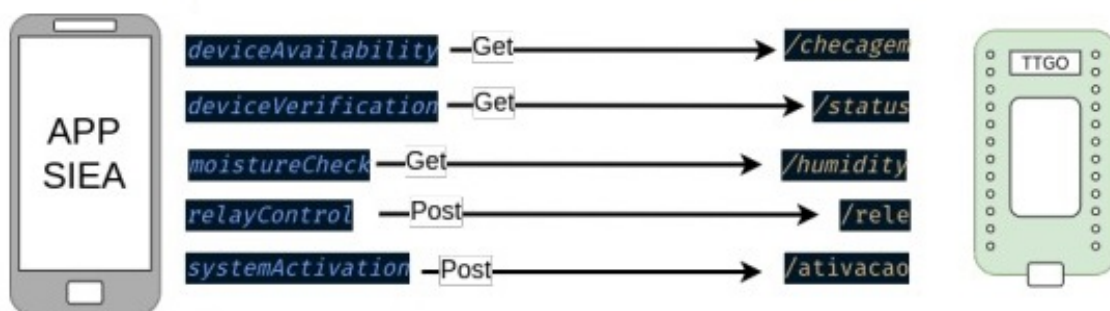 APP
SIEA
deviceAvailability Get /checagem
deviceVerification Get /status
moistureCheck Get /humidity
relayControl Post /rele
systemActivation Post /ativacao
TTGO